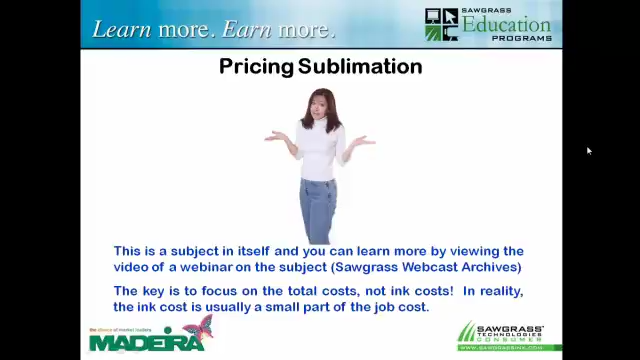 Learn more. Earn more.
SAWGRASS
Education
PROGRAMS
Pricing Sublimation
This is a subject in itself and you can learn more by viewing the
video of a webinar on the subject (Sawgrass Webcast Archives)
The key is to focus on the total costs, not ink costs! In reality,
the ink cost is usually a small part of the job cost.
MADEIRA
SAWGRASS
TECHNOLOGIES
CONSUMER
WWW.SAWGRASSINK.COM